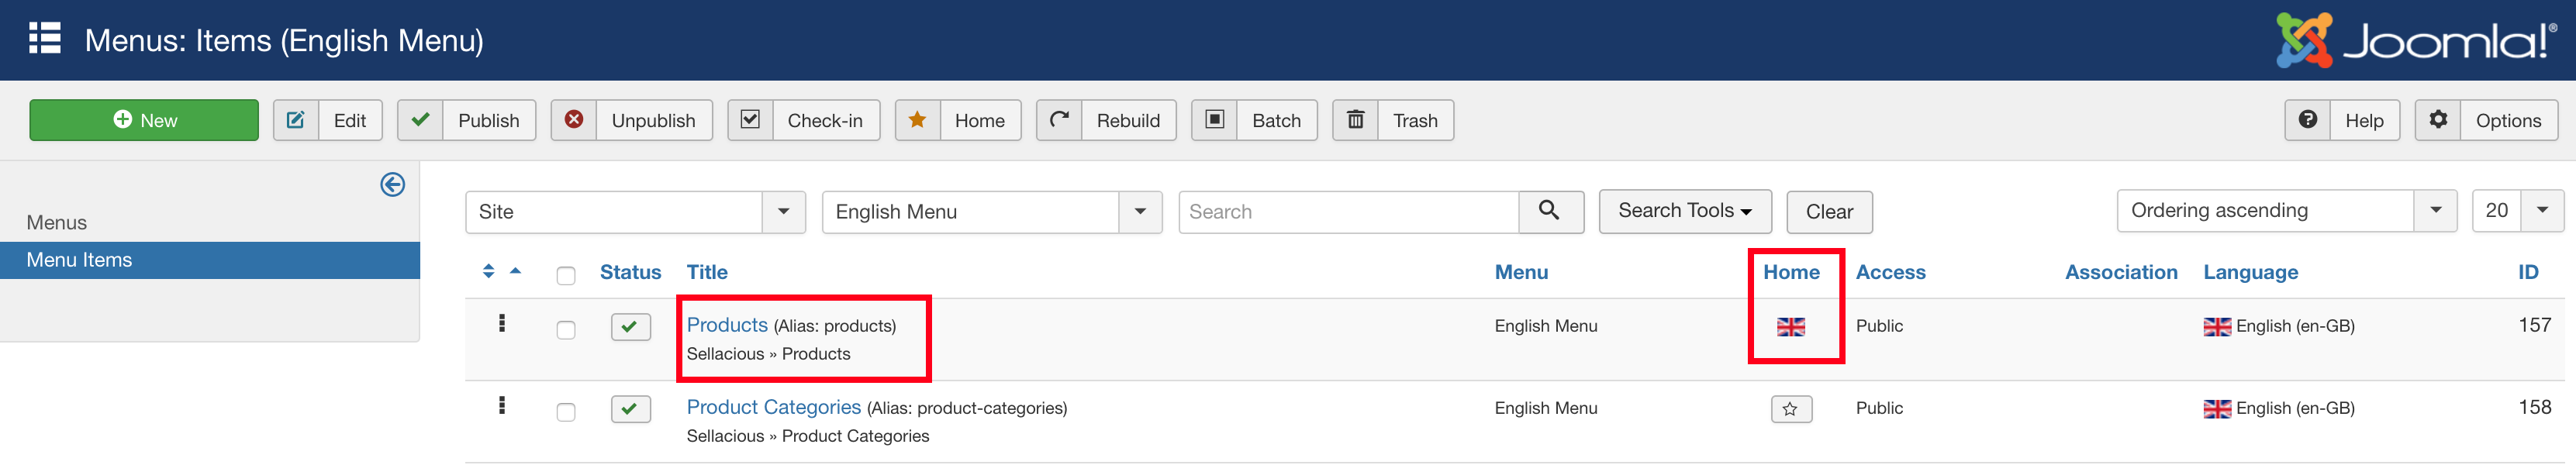 Menus: Items (English Menu)
Joomla!®
New Edit Publish Unpublish Check-in Home Rebuild Batch Trash Help Options
Menus
Menu Items
Site English Menu Search Search Tools Clear Ordering ascending 20
Status Title Menu Home Access Association Language ID
Products (Alias: products) English Menu Public English (en-GB) 157
Sellacious » Products
Product Categories (Alias: product-categories) English Menu Public English (en-GB) 158
Sellacious » Product Categories